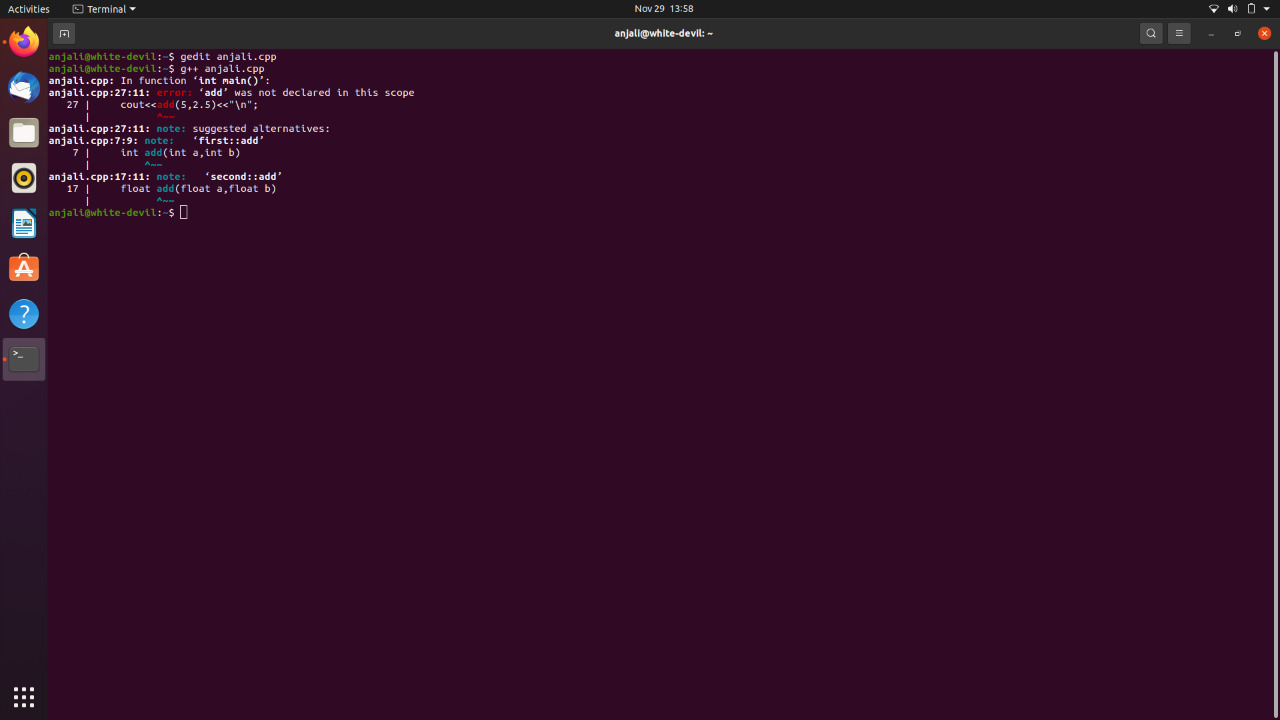 Activities
Terminal
Nov 29 13:58
anjali@white-devil: ~
anjali@white-devil:~$ gedit anjali.cpp
anjali@white-devil:~$ g++ anjali.cpp
anjali.cpp: In function ‘int main()’:
anjali.cpp:27:11: error: ‘add’ was not declared in this scope
   27 |     cout<<add(5,2.5)<<"\n";
      |           ^~~
anjali.cpp:27:11: note: suggested alternatives:
anjali.cpp:7:9: note:   ‘first::add’
    7 |     int add(int a,int b)
      |         ^~~
anjali.cpp:17:11: note:   ‘second::add’
   17 |     float add(float a,float b)
      |           ^~~
anjali@white-devil:~$